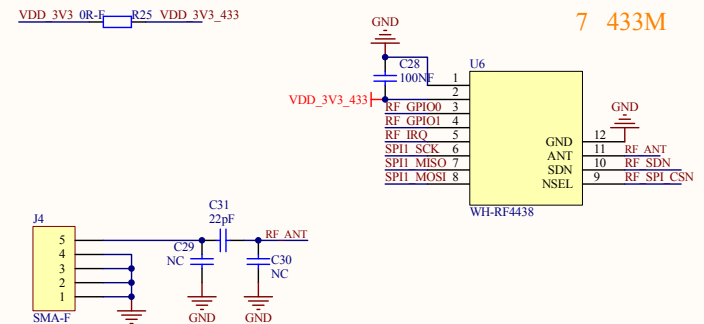 VDD_3V3 0R-F R25 VDD_3V3_433
7 433M
GND
C28
100NF
U6
VDD_3V3_433
1
2
RF_GPIO0 3
RF_GPIO1 4
RF_IRQ 5
SPI1_SCK 6
SPI1_MISO 7
SPI1_MOSI 8
GND
GND 12
ANT 11 RF_ANT
SDN 10 RF_SDN
NSEL 9 RF_SPI_CSN
WH-RF4438
C31
22pF
J4
5
4
3
2
1
SMA-F
RF_ANT
C29
NC
C30
NC
GND
GND